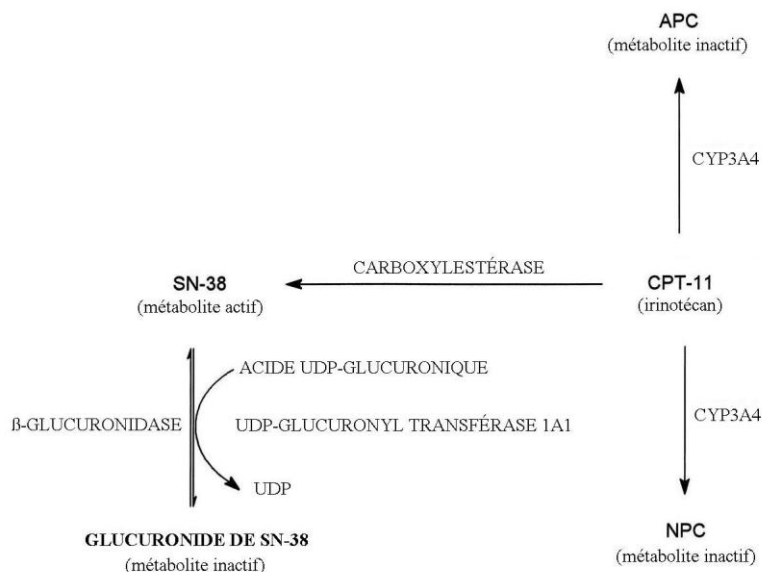 APC
(métabolite inactif)
CYP3A4
CARBOXYLESTÉRASE
SN-38
(métabolite actif)
CPT-11
(irinotécan)
ACIDE UDP-GLUCURONIQUE
ß-GLUCURONIDASE
UDP-GLUCURONYL TRANSFÉRASE 1A1
CYP3A4
UDP
GLUCURONIDE DE SN-38
(métabolite inactif)
NPC
(métabolite inactif)